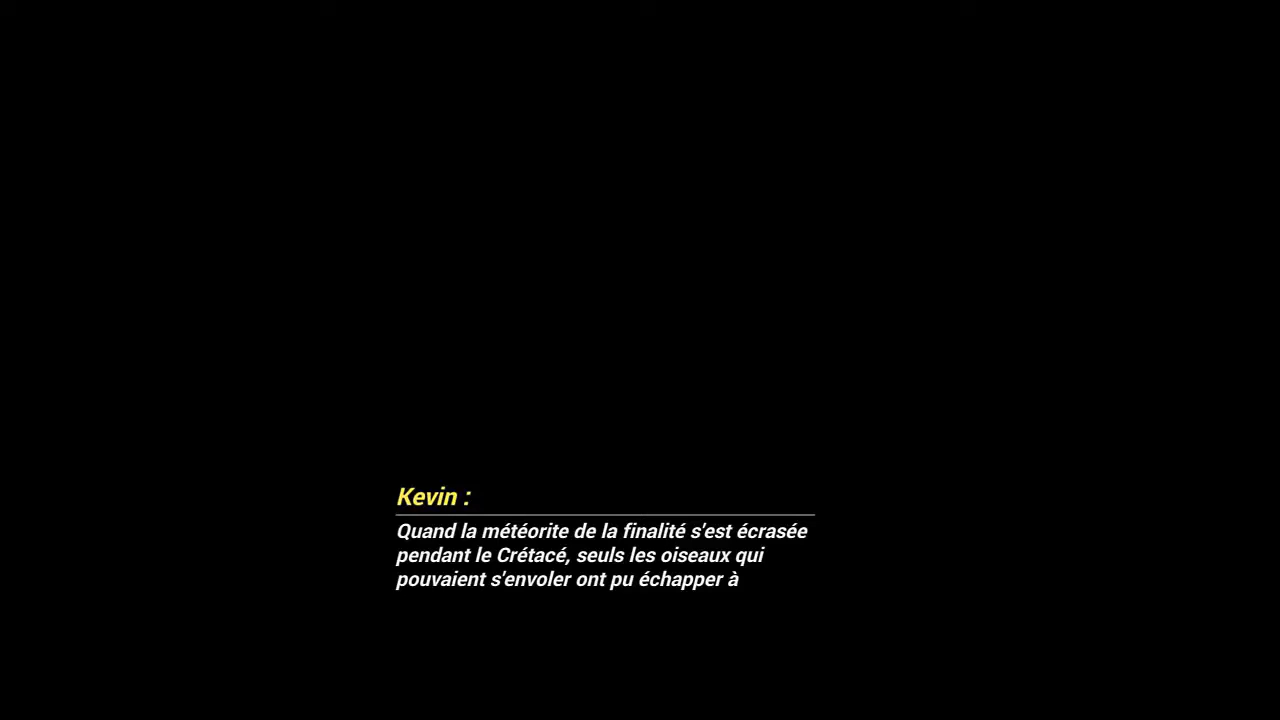 Kevin :
Quand la météorite de la finalité s'est écrasée
pendant le Crétacé, seuls les oiseaux qui
pouvaient s'envoler ont pu échapper à